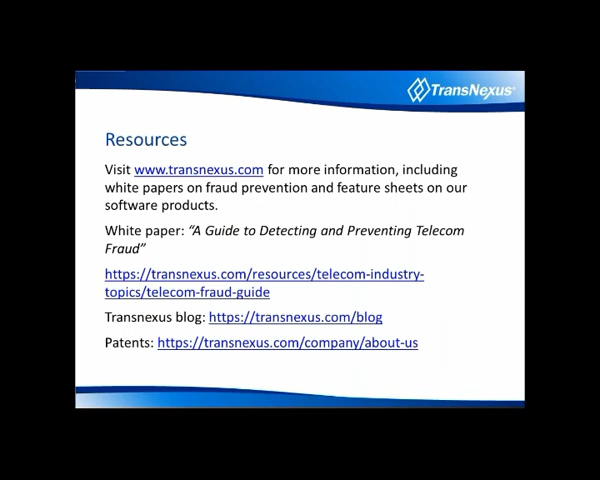 TransNexus
Resources
Visit www.transnexus.com for more information, including
white papers on fraud prevention and feature sheets on our
software products.
White paper: “A Guide to Detecting and Preventing Telecom
Fraud”
https://transnexus.com/resources/telecom-industry-
topics/telecom-fraud-guide
Transnexus blog: https://transnexus.com/blog
Patents: https://transnexus.com/company/about-us